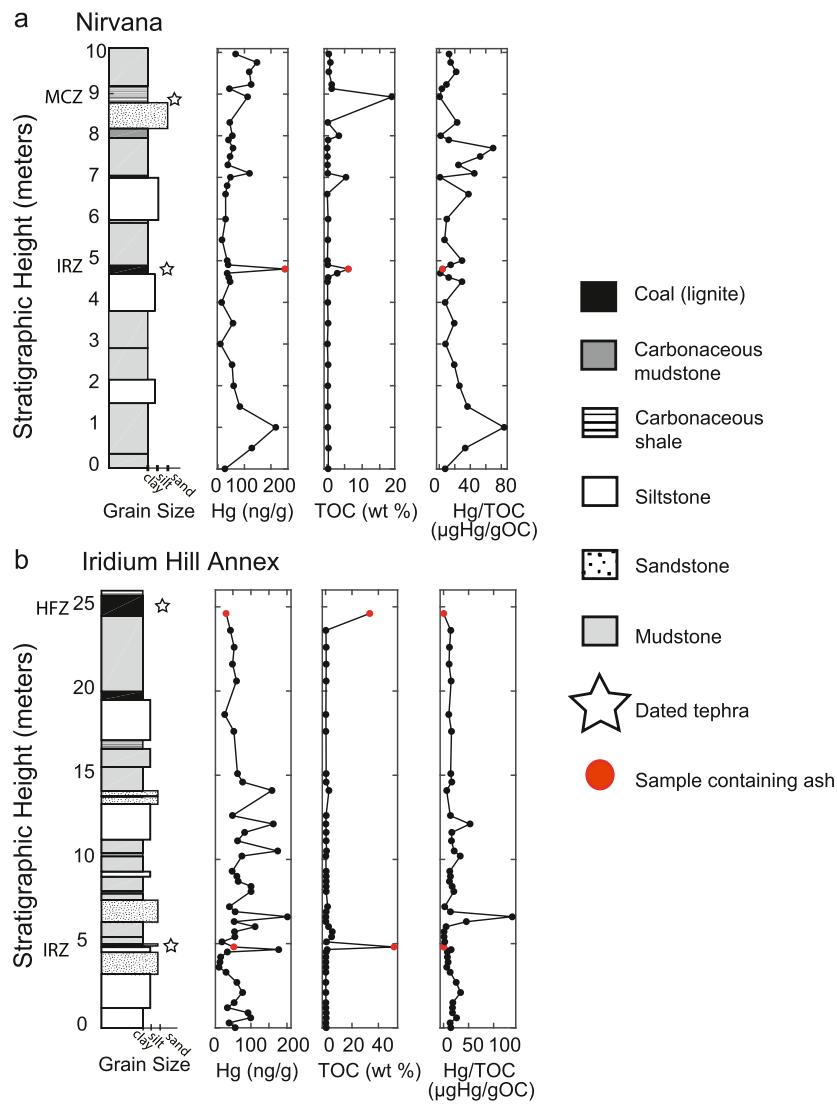 a
Nirvana
10
9
MCZ
8
7
6
5
IRZ
4
3
2
1
0
Stratigraphic Height (meters)
clay
silt
sand
Grain Size
0 100 200
Hg (ng/g)
0 10 20
TOC (wt %)
0 40 80
Hg/TOC
(µgHg/gOC)
b
Iridium Hill Annex
HFZ
25
20
15
10
5
IRZ
0
Stratigraphic Height (meters)
clay
silt
sand
Grain Size
0 100 200
Hg (ng/g)
0 20 40
TOC (wt %)
0 50 100
Hg/TOC
(µgHg/gOC)
Coal (lignite)
Carbonaceous
mudstone
Carbonaceous
shale
Siltstone
Sandstone
Mudstone
Dated tephra
Sample containing ash